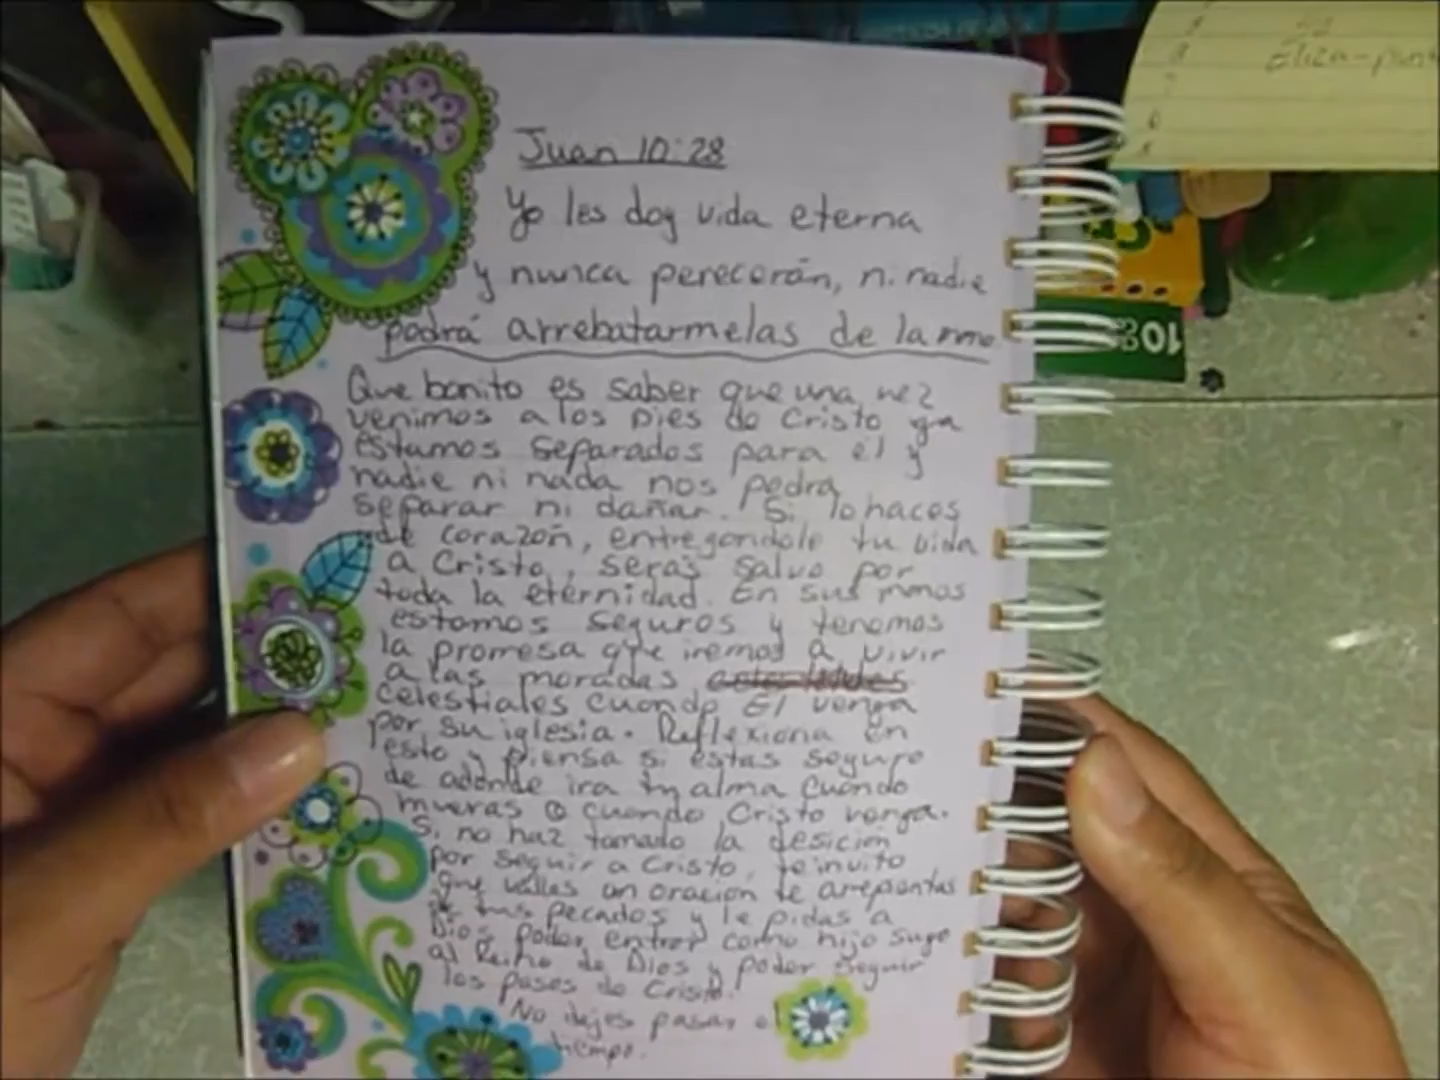 Eliza-
Juan 10:28
Yo les doy vida eterna
y nunca perecerán, ni nadie
podrá arrebatarmelas de la mno
Que bonito es saber que una vez
venimos a los pies de Cristo ya
estamos separados para él y
nadie ni nada nos podra
separar ni dañar. Si lo haces
de corazón, entregandole tu vida
a Cristo, serás salvo por
toda la eternidad. En sus manos
estamos seguros y tenemos
la promesa que iremos a vivir
a las moradas
celestiales cuando El venga
por su iglesia. Reflexiona en
esto y piensa si estas seguro
de adonde ira tu alma cuando
mueras o cuando Cristo venga.
Si no haz tomado la desición
por seguir a Cristo, te invito
que vallas en oración te arrepientas
de tus pecados y le pidas a
Dios poder entrar como hijo suyo
al Reino de Dios y poder seguir
los pasos de Cristo.
No dejes pasar el
tiempo.